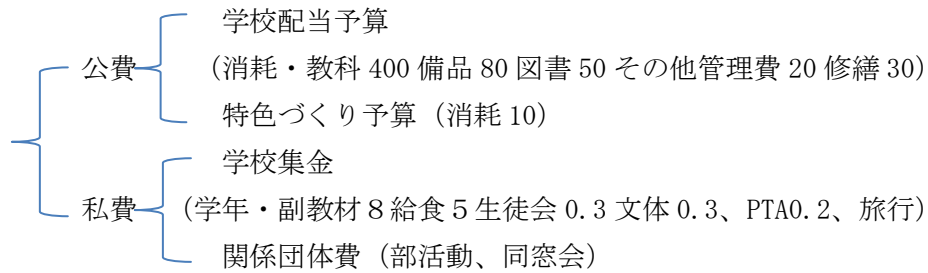 学校配当予算
公費 (消耗・教科 400 備品 80 図書 50 その他管理費 20 修繕 30)
特色づくり予算 (消耗 10)
学校集金
私費 (学年・副教材８給食５生徒会 0.3 文体 0.3、PTA0.2、旅行)
関係団体費 (部活動、同窓会)